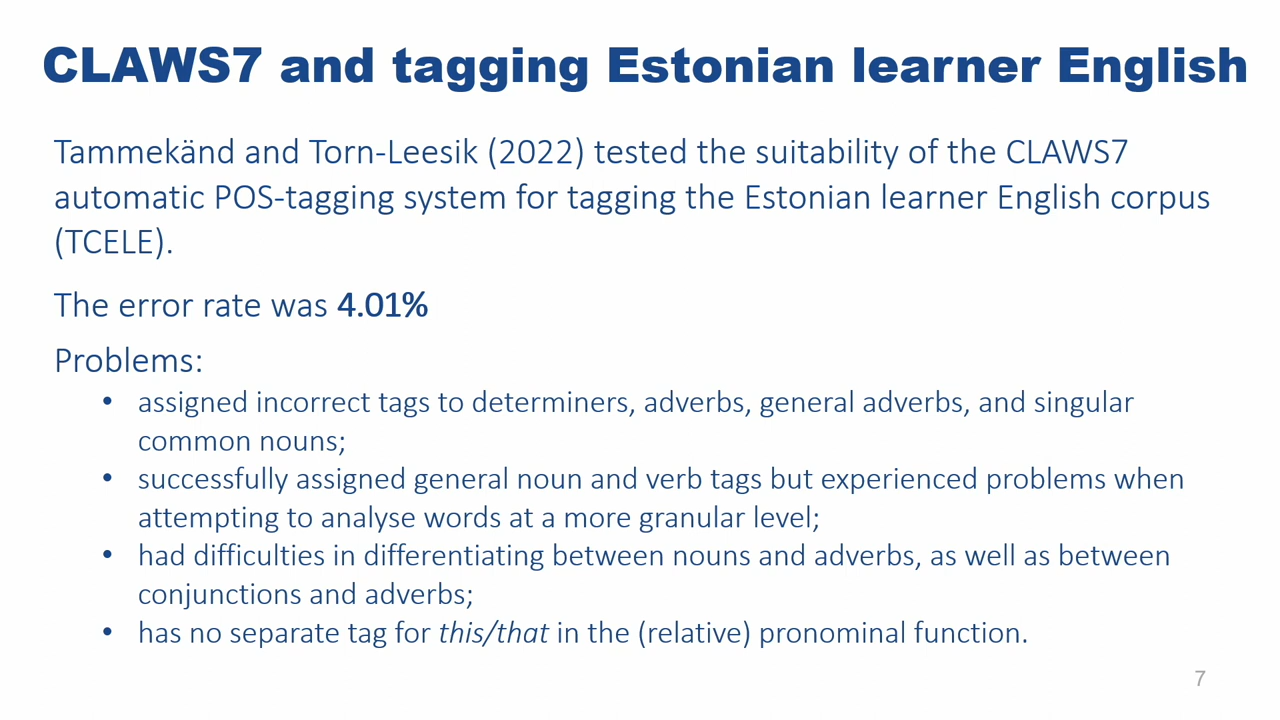 CLAWS7 and tagging Estonian learner English
Tammekänd and Torn-Leesik (2022) tested the suitability of the CLAWS7
automatic POS-tagging system for tagging the Estonian learner English corpus
(TCELE).
The error rate was 4.01%
Problems:
• assigned incorrect tags to determiners, adverbs, general adverbs, and singular
common nouns;
• successfully assigned general noun and verb tags but experienced problems when
attempting to analyse words at a more granular level;
• had difficulties in differentiating between nouns and adverbs, as well as between
conjunctions and adverbs;
• has no separate tag for this/that in the (relative) pronominal function.
7